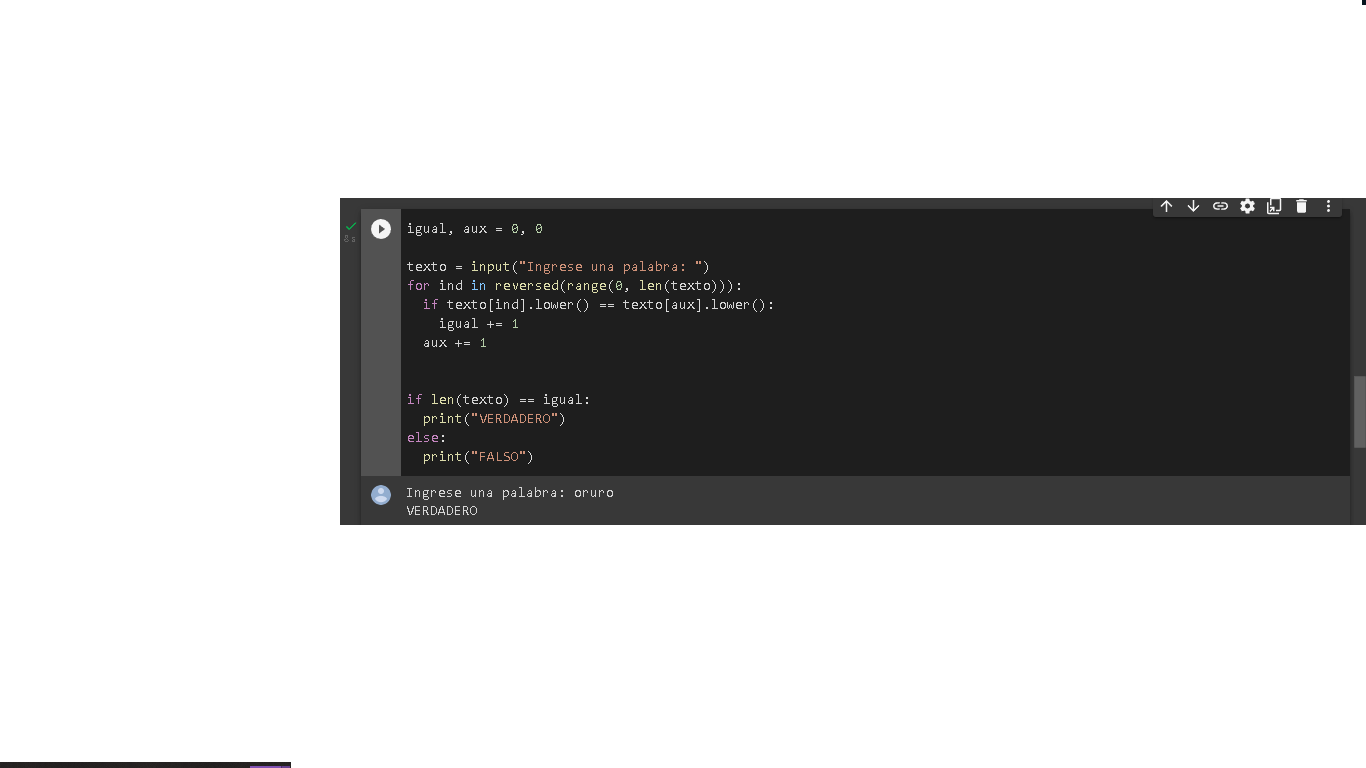 igual, aux = 0, 0
texto = input("Ingrese una palabra: ")
for ind in reversed(range(0, len(texto))):
if texto[ind].lower() == texto[aux].lower():
igual += 1
aux += 1
if len(texto) == igual:
print("VERDADERO")
else:
print("FALSO")
Ingrese una palabra: oruro
VERDADERO